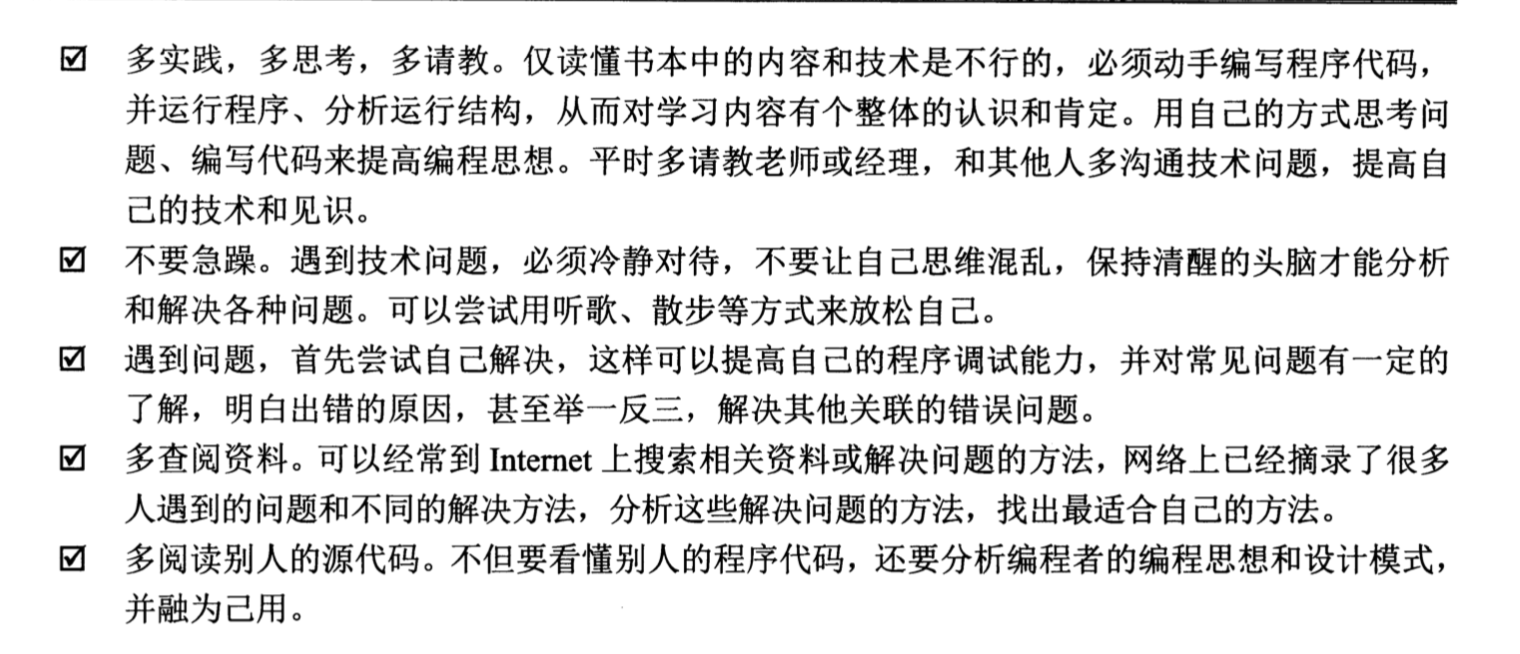 ☑ 多实践，多思考，多请教。仅读懂书本中的内容和技术是不行的，必须动手编写程序代码，
并运行程序、分析运行结构，从而对学习内容有个整体的认识和肯定。用自己的方式思考问
题、编写代码来提高编程思想。平时多请教老师或经理，和其他人多沟通技术问题，提高自
己的技术和见识。
☑ 不要急躁。遇到技术问题，必须冷静对待，不要让自己思维混乱，保持清醒的头脑才能分析
和解决各种问题。可以尝试用听歌、散步等方式来放松自己。
☑ 遇到问题，首先尝试自己解决，这样可以提高自己的程序调试能力，并对常见问题有一定的
了解，明白出错的原因，甚至举一反三，解决其他关联的错误问题。
☑ 多查阅资料。可以经常到 Internet 上搜索相关资料或解决问题的方法，网络上已经摘录了很多
人遇到的问题和不同的解决方法，分析这些解决问题的方法，找出最适合自己的方法。
☑ 多阅读别人的源代码。不但要看懂别人的程序代码，还要分析编程者的编程思想和设计模式，
并融为己用。